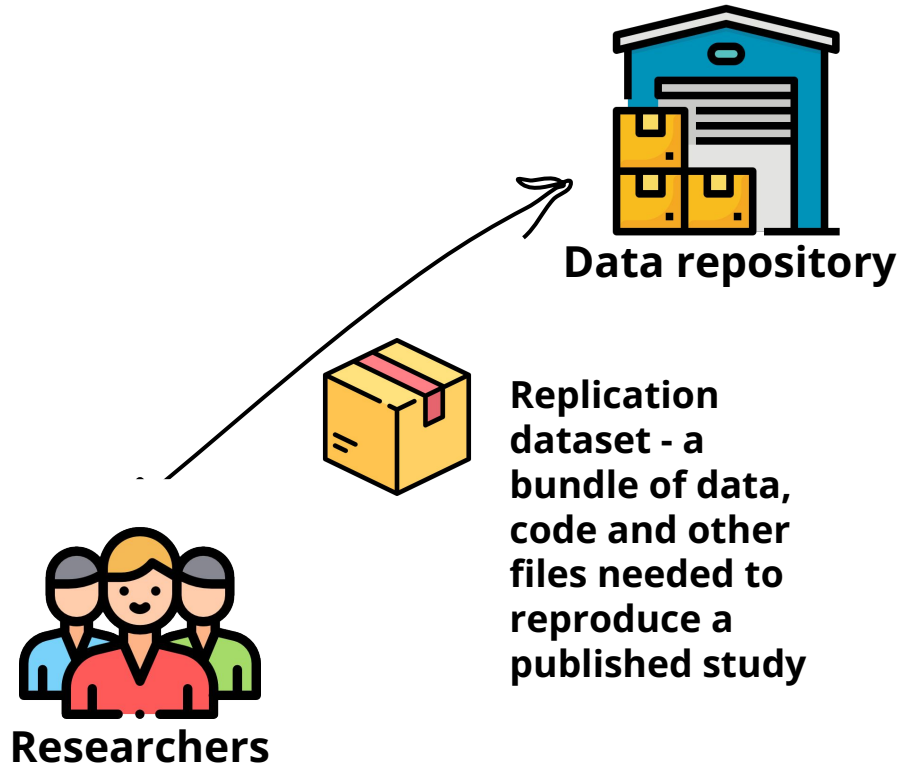 Data repository
Replication
dataset - a
bundle of data,
code and other
files needed to
reproduce a
published study
Researchers